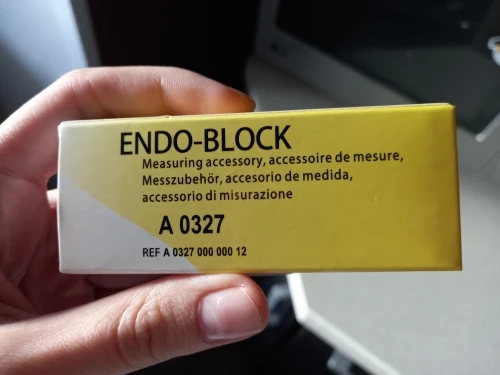 ENDO-BLOCK
Measuring accessory, accessoire de mesure,
Messzubehör, accesorio de medida,
accessorio di misurazione
A 0327
REF A 0327 000 000 12